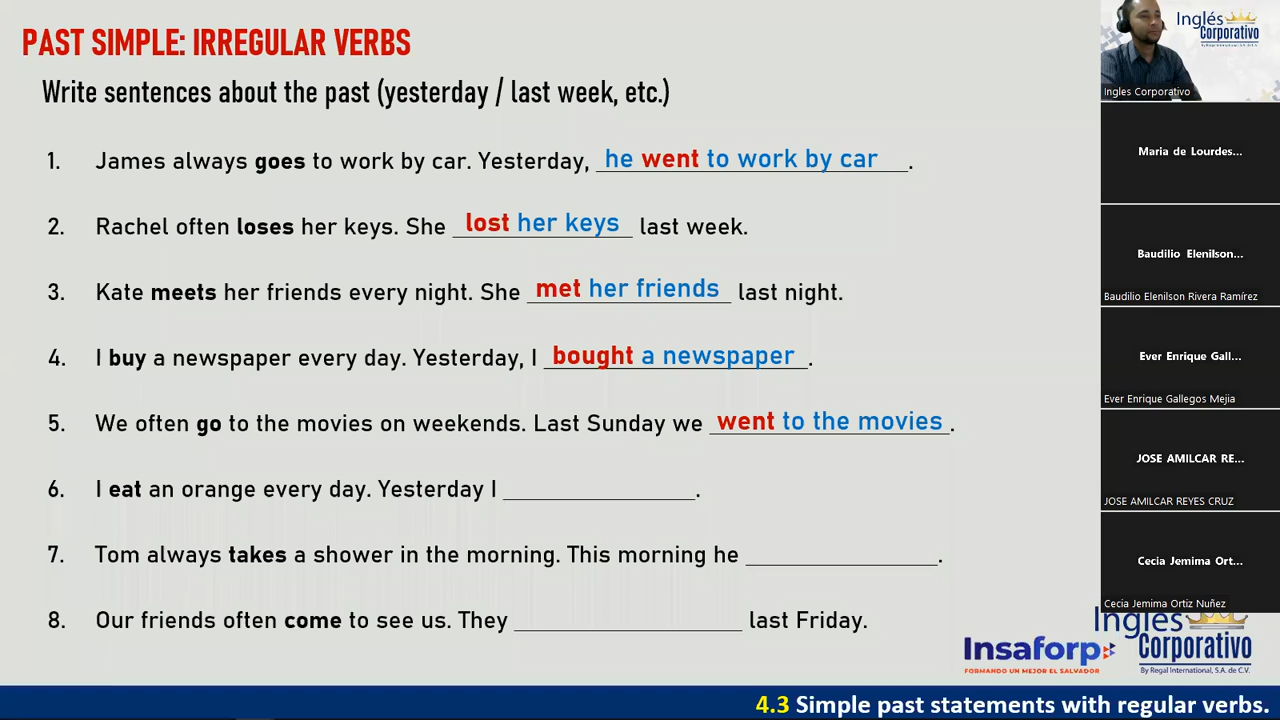 PAST SIMPLE: IRREGULAR VERBS
Write sentences about the past (yesterday / last week, etc.)
1. James always goes to work by car. Yesterday, he went to work by car.
2. Rachel often loses her keys. She lost her keys last week.
3. Kate meets her friends every night. She met her friends last night.
4. I buy a newspaper every day. Yesterday, I bought a newspaper.
5. We often go to the movies on weekends. Last Sunday we went to the movies.
6. I eat an orange every day. Yesterday I ______________.
7. Tom always takes a shower in the morning. This morning he ______________.
8. Our friends often come to see us. They ________________ last Friday.
Inglés
Corporativo
By Regal International, S.A. de C.V.
Ingles Corporativo
Maria de Lourdes...
Baudilio Elenilson...
Baudilio Elenilson Rivera Ramírez
Ever Enrique Gall...
Ever Enrique Gallegos Mejia
JOSE AMILCAR RE...
JOSE AMILCAR REYES CRUZ
Cecia Jemima Ort...
Cecia Jemima Ortiz Nuñez
Insaforp
FORMANDO UN MEJOR EL SALVADOR
Inglés
Corporativo
By Regal International, S.A. de C.V.
4.3 Simple past statements with regular verbs.